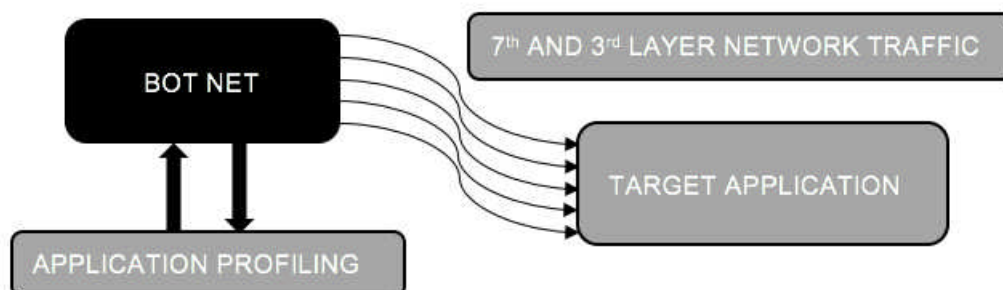 7th AND 3rd LAYER NETWORK TRAFFIC
BOT NET
TARGET APPLICATION
APPLICATION PROFILING